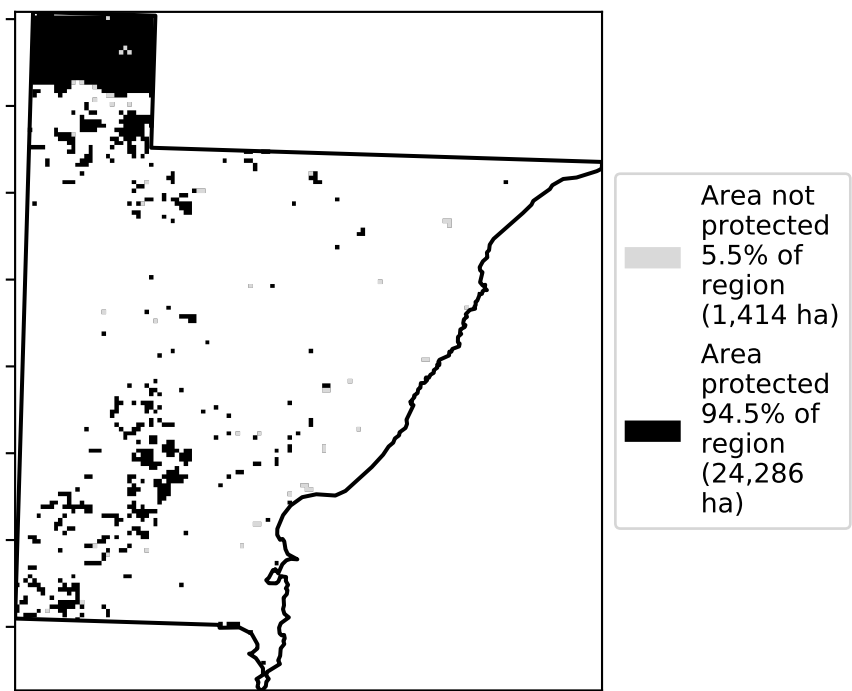 Area not
protected
5.5% of
region
(1,414 ha)
Area
protected
94.5% of
region
(24,286
ha)